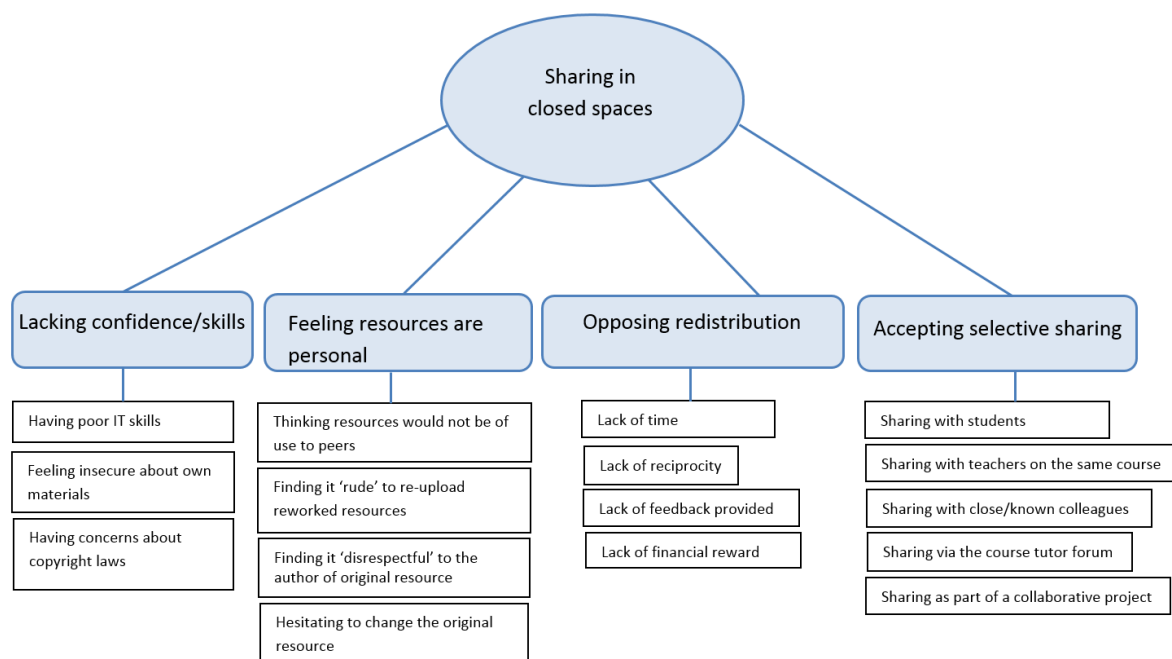 Sharing in
closed spaces
Lacking confidence/skills
Feeling resources are
personal
Opposing redistribution
Accepting selective sharing
Having poor IT skills
Feeling insecure about own
materials
Having concerns about
copyright laws
Thinking resources would not be of
use to peers
Finding it ‘rude’ to re-upload
reworked resources
Finding it ‘disrespectful’ to the
author of original resource
Hesitating to change the original
resource
Lack of time
Lack of reciprocity
Lack of feedback provided
Lack of financial reward
Sharing with students
Sharing with teachers on the same course
Sharing with close/known colleagues
Sharing via the course tutor forum
Sharing as part of a collaborative project